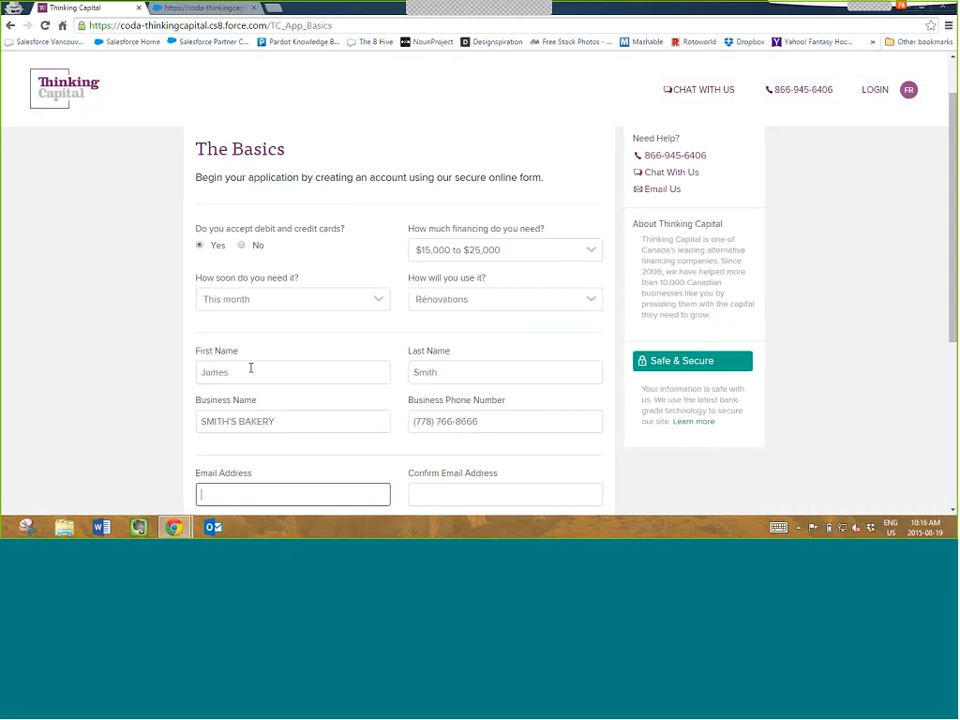 Thinking Capital
https://coda-thinkingcap
78
https://coda-thinkingcapital.cs8.force.com/TC_App_Basics
Salesforce Vancouv... Salesforce Home Salesforce Partner C... Pardot Knowledge B... The B Hive NounProject Designspiration Free Stock Photos - ... Mashable Rotoworld Dropbox Yahoo! Fantasy Hoc... » Other bookmarks
Thinking
Capital
CHAT WITH US 866-945-6406 LOGIN FR
The Basics
Begin your application by creating an account using our secure online form.
Do you accept debit and credit cards?
Yes No
How much financing do you need?
$15,000 to $25,000
How soon do you need it?
This month
How will you use it?
Rénovations
First Name
James
Last Name
Smith
Business Name
SMITH'S BAKERY
Business Phone Number
(778) 766-8666
Email Address
Confirm Email Address
Need Help?
866-945-6406
Chat With Us
Email Us
About Thinking Capital
Thinking Capital is one of
Canada's leading alternative
financing companies. Since
2006, we have helped more
than 10,000 Canadian
businesses like you by
providing them with the capital
they need to grow.
Safe & Secure
Your information is safe with
us. We use the latest bank-
grade technology to secure
our site. Learn more
ENG
US
10:16 AM
2015-08-19